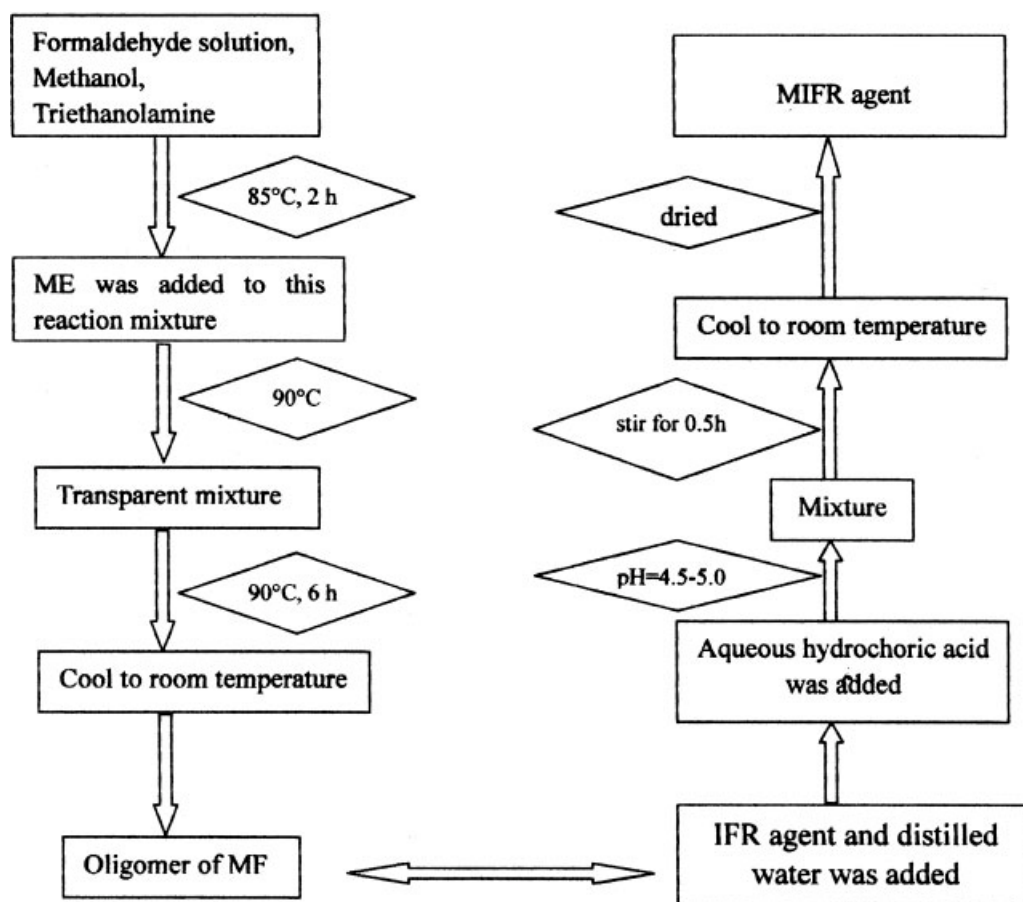 Formaldehyde solution,
Methanol,
Triethanolamine
85°C, 2 h
ME was added to this
reaction mixture
90°C
Transparent mixture
90°C, 6 h
Cool to room temperature
Oligomer of MF
MIFR agent
dried
Cool to room temperature
stir for 0.5h
Mixture
pH=4.5-5.0
Aqueous hydrochoric acid
was added
IFR agent and distilled
water was added